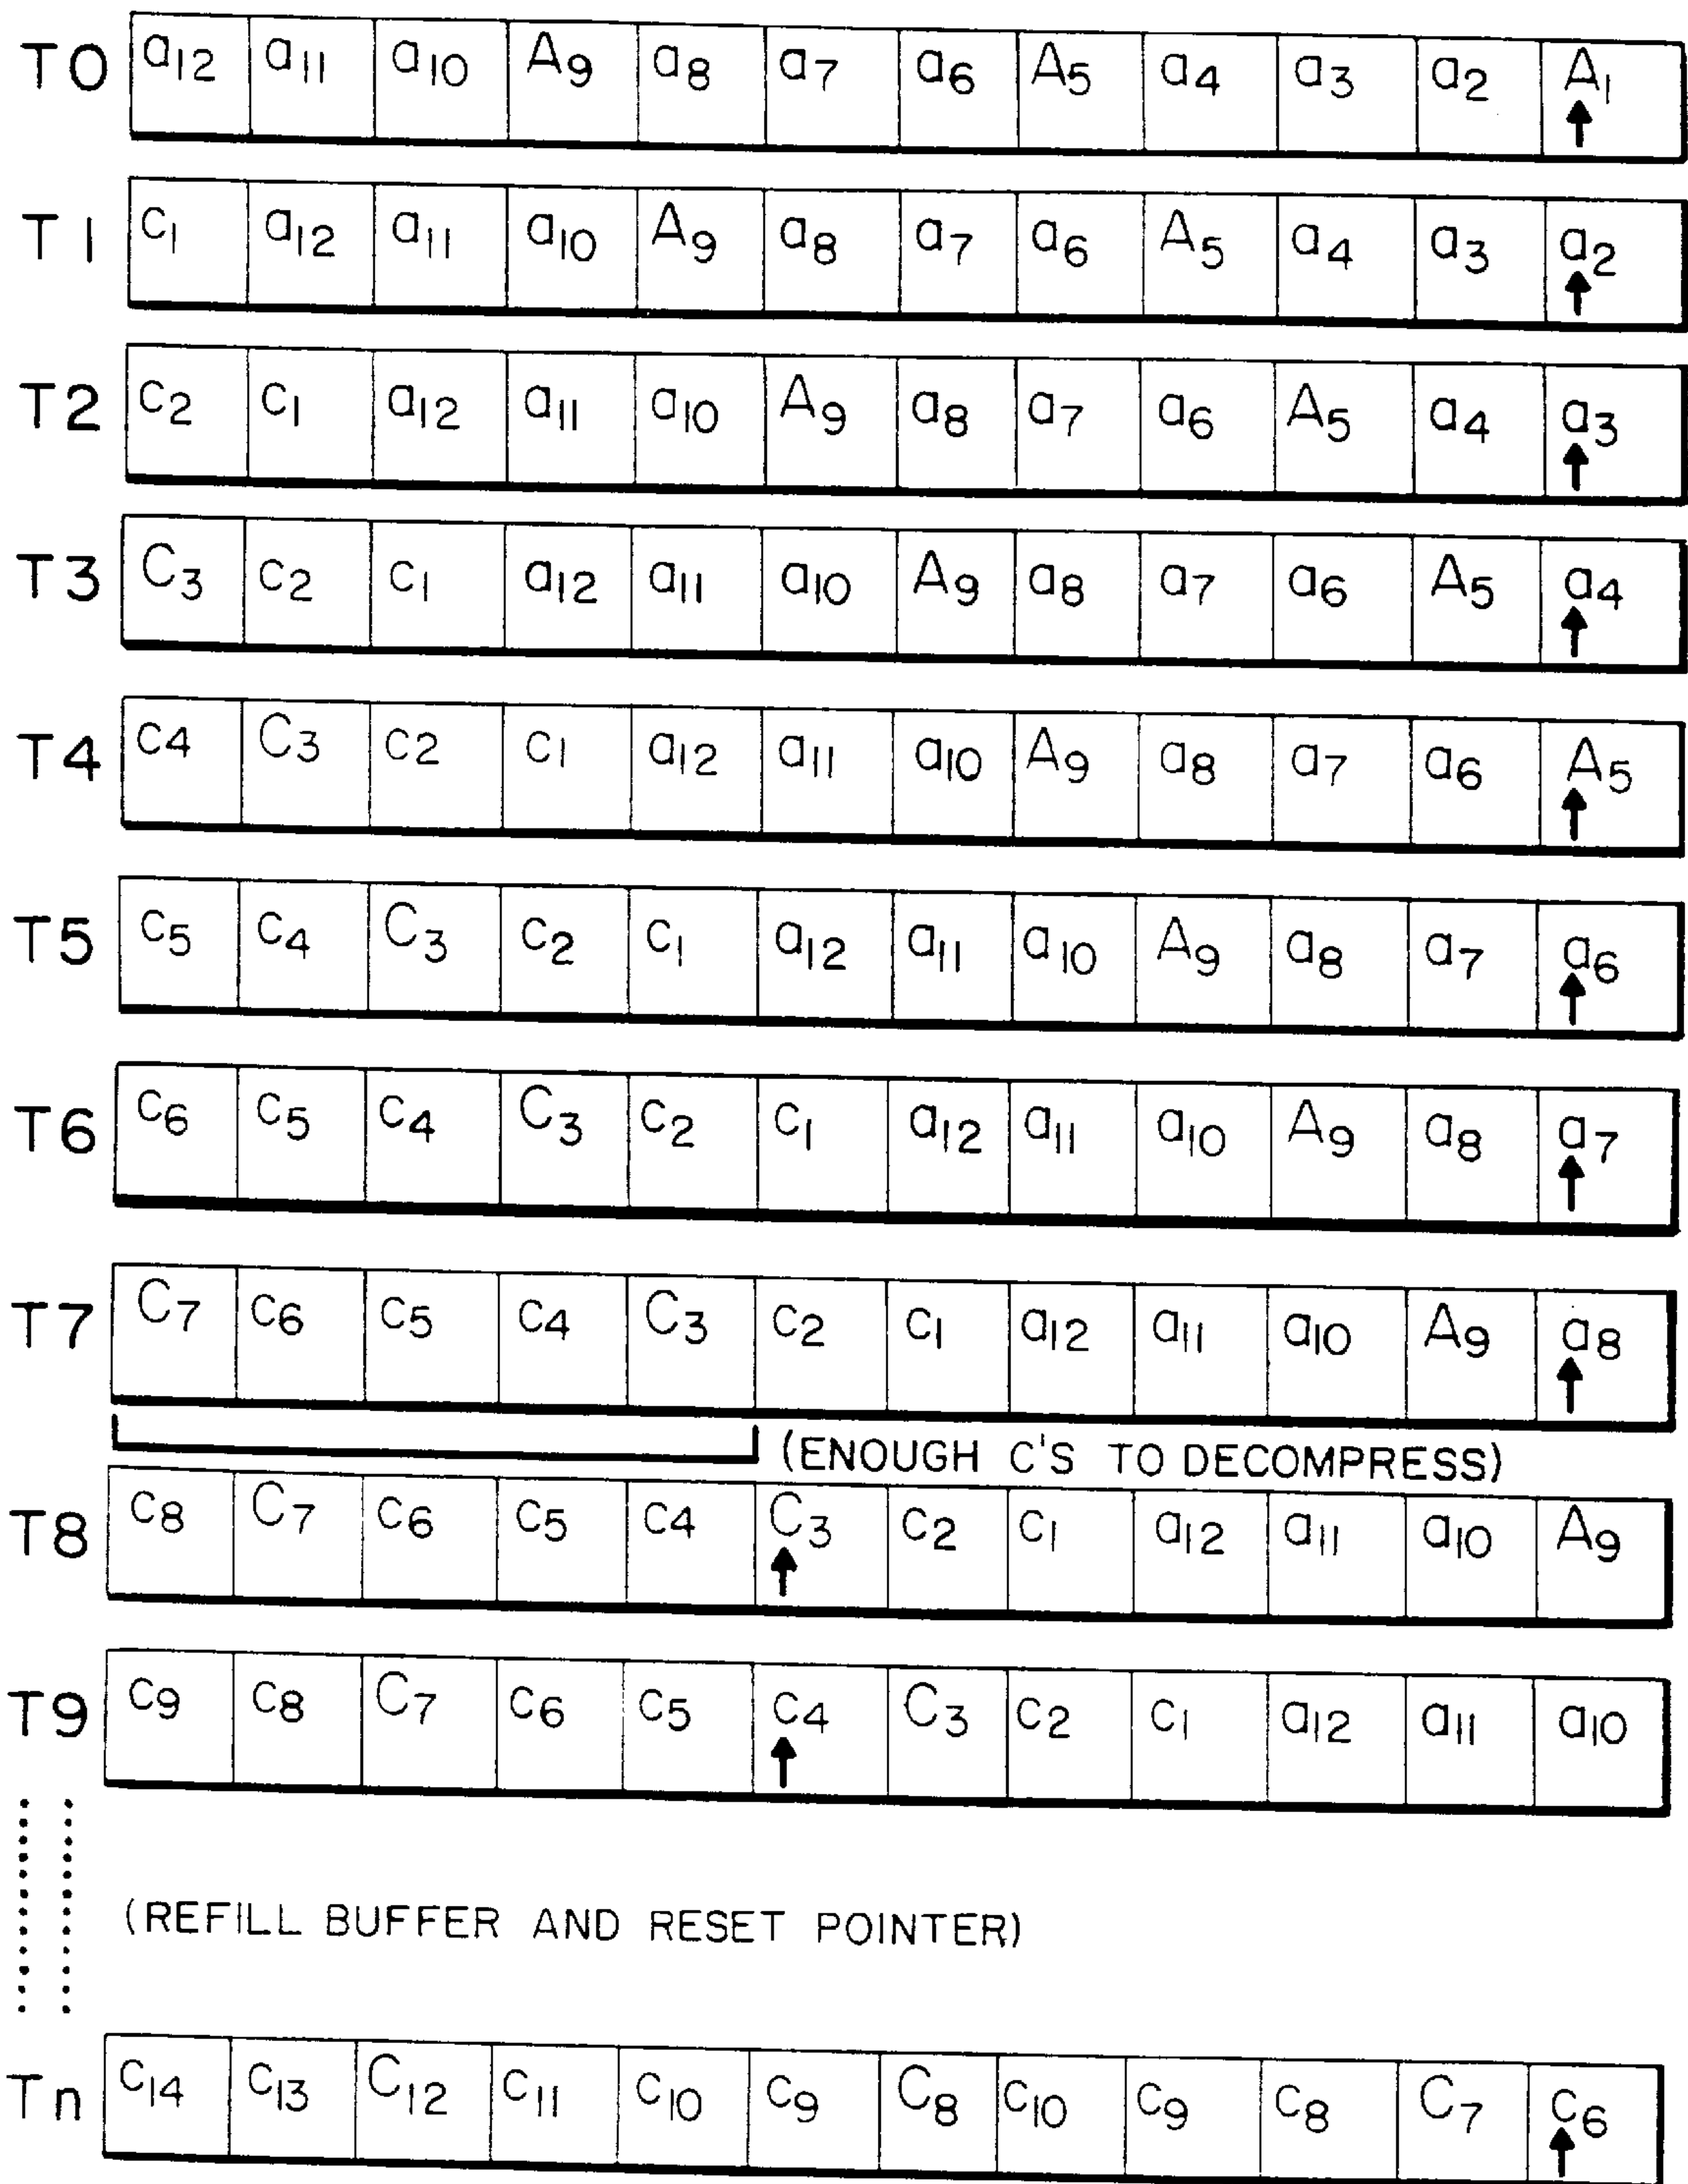 T0 a12 a11 a10 A9 a8 a7 a6 A5 a4 a3 a2 A1
T1 c1 a12 a11 a10 A9 a8 a7 a6 A5 a4 a3 a2
T2 c2 c1 a12 a11 a10 A9 a8 a7 a6 A5 a4 a3
T3 C3 c2 c1 a12 a11 a10 A9 a8 a7 a6 A5 a4
T4 c4 C3 c2 c1 a12 a11 a10 A9 a8 a7 a6 A5
T5 c5 c4 C3 c2 c1 a12 a11 a10 A9 a8 a7 a6
T6 c6 c5 c4 C3 c2 c1 a12 a11 a10 A9 a8 a7
T7 C7 c6 c5 c4 C3 c2 c1 a12 a11 a10 A9 a8
(ENOUGH C'S TO DECOMPRESS)
T8 c8 C7 c6 c5 c4 C3 c2 c1 a12 a11 a10 A9
T9 c9 c8 C7 c6 c5 c4 C3 c2 c1 a12 a11 a10
(REFILL BUFFER AND RESET POINTER)
Tn c14 c13 C12 c11 c10 c9 C8 c10 c9 c8 C7 c6